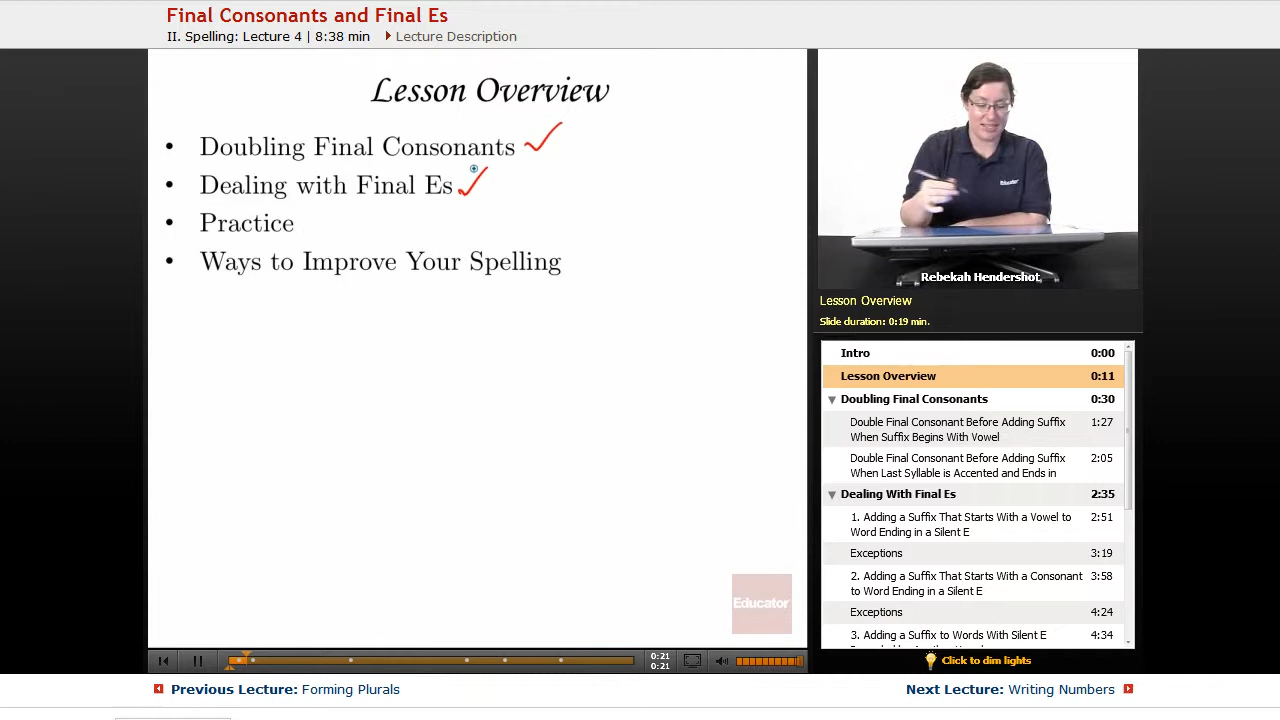 Final Consonants and Final Es
II. Spelling: Lecture 4 | 8:38 min
Lecture Description
Lesson Overview
• Doubling Final Consonants
• Dealing with Final Es
• Practice
• Ways to Improve Your Spelling
Educator
Educator
Rebekah Hendershot
Lesson Overview
Slide duration: 0:19 min.
Intro 0:00
Lesson Overview 0:11
Doubling Final Consonants 0:30
Double Final Consonant Before Adding Suffix 1:27
When Suffix Begins With Vowel
Double Final Consonant Before Adding Suffix 2:05
When Last Syllable is Accented and Ends in
Dealing With Final Es 2:35
1. Adding a Suffix That Starts With a Vowel to 2:51
Word Ending in a Silent E
Exceptions 3:19
2. Adding a Suffix That Starts With a Consonant 3:58
to Word Ending in a Silent E
Exceptions 4:24
3. Adding a Suffix to Words With Silent E 4:34
0:21
0:21
Click to dim lights
Previous Lecture: Forming Plurals
Next Lecture: Writing Numbers